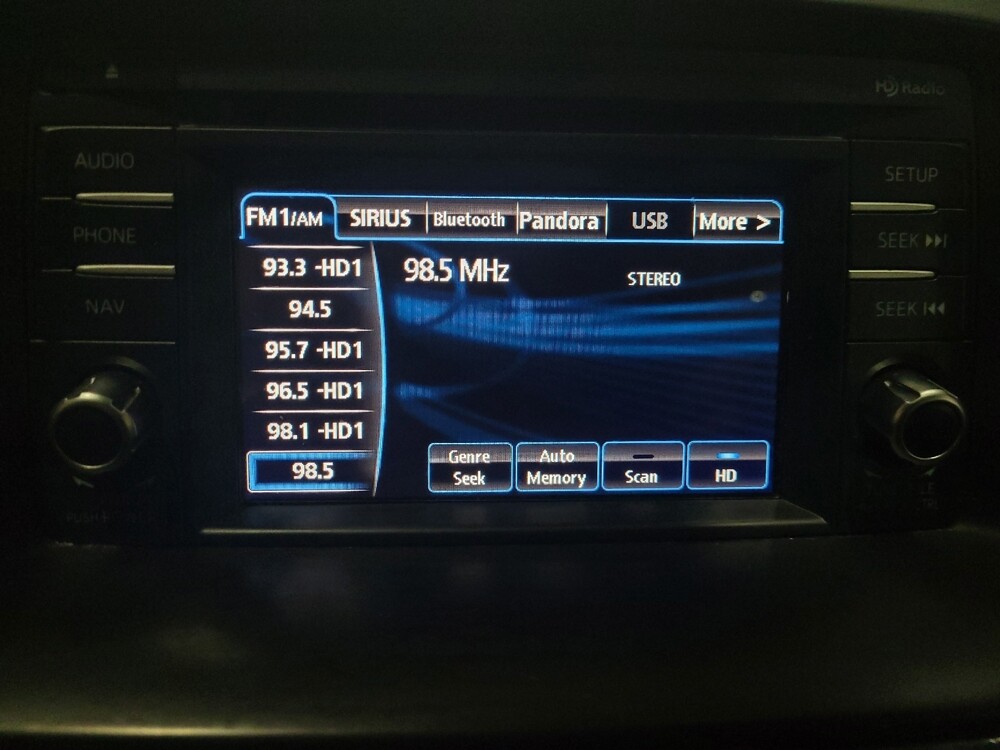 HD Radio
AUDIO
SETUP
PHONE
SEEK
NAV
SEEK
FM1/AM SIRIUS Bluetooth Pandora USB More >
93.3 -HD1
94.5
95.7 -HD1
96.5 -HD1
98.1 -HD1
98.5
98.5 MHz
STEREO
Genre Seek
Auto Memory
Scan
HD
PUSH